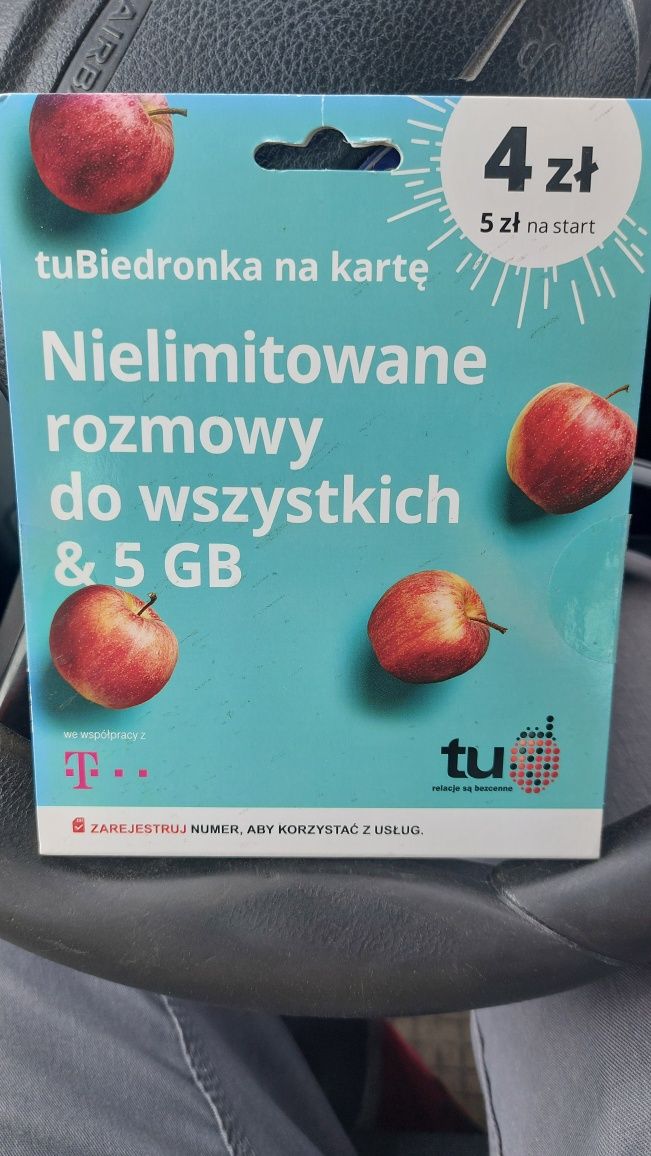 AIRB
4 zł
5 zł na start
tuBiedronka na kartę
Nielimitowane
rozmowy
do wszystkich
& 5 GB
we współpracy z
T
tu
relacje są bezcenne
ZAREJESTRUJ NUMER, ABY KORZYSTAĆ Z USŁUG.